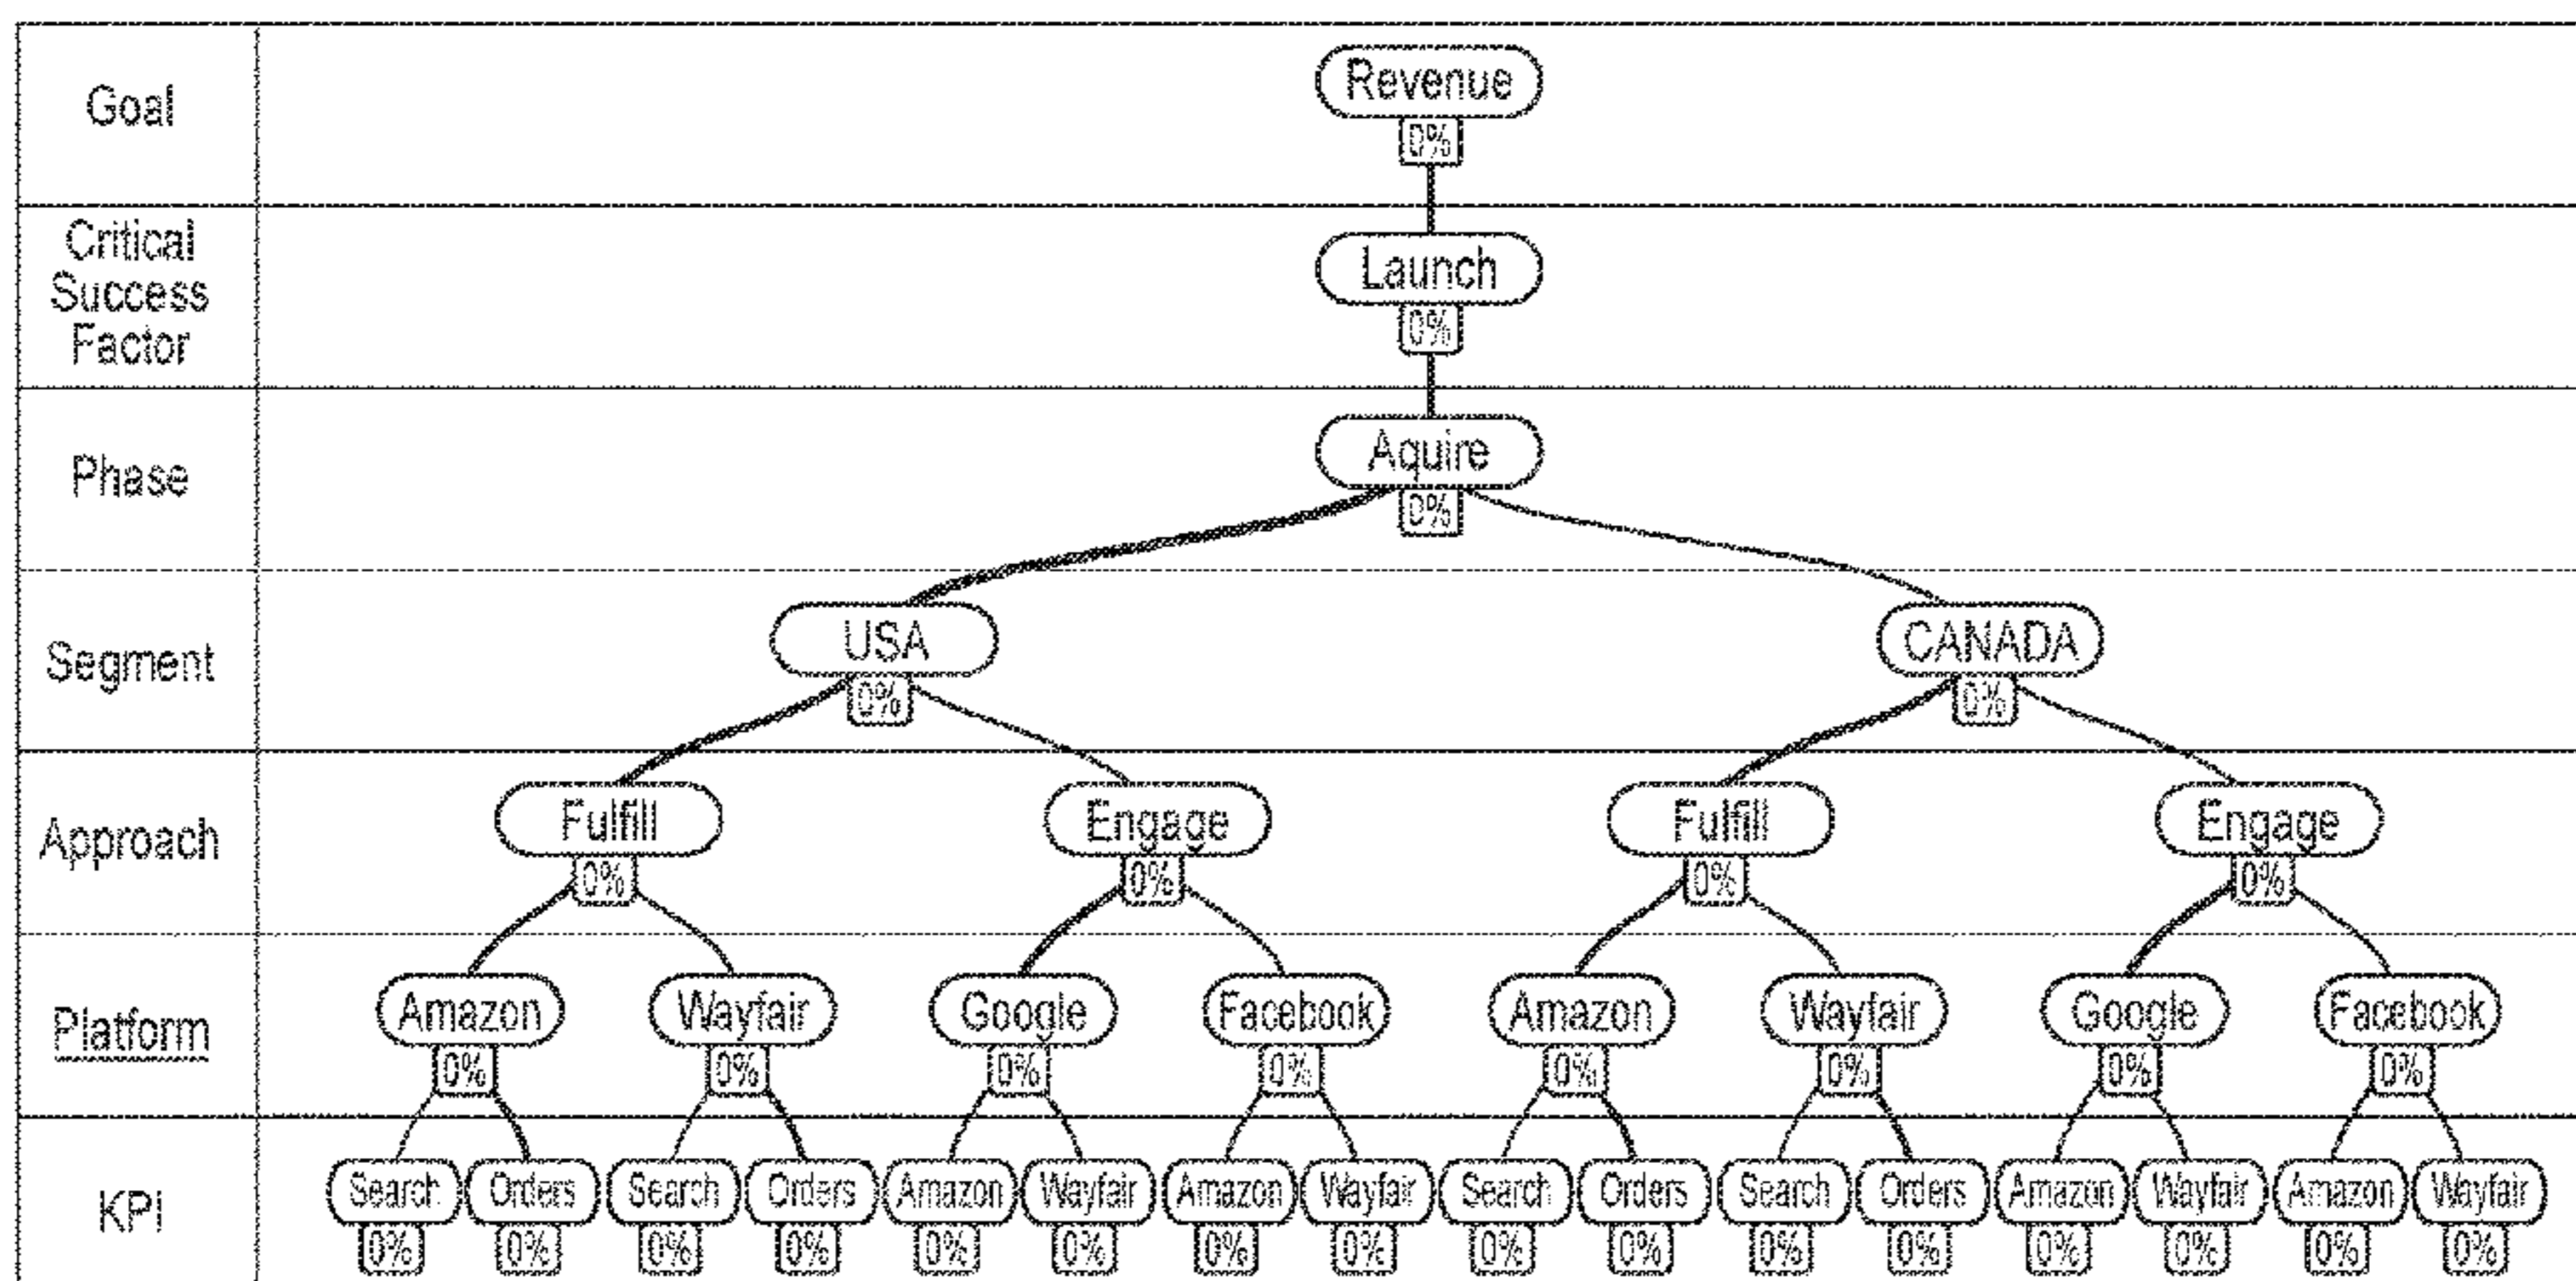 Goal
Revenue
0%
Critical
Success
Factor
Launch
0%
Phase
Aquire
0%
Segment
USA CANADA
0% 0%
Approach
Fulfill Engage Fulfill Engage
0% 0% 0% 0%
Platform
Amazon Wayfair Google Facebook Amazon Wayfair Google Facebook
0% 0% 0% 0% 0% 0% 0% 0%
KPI
Search Orders Search Orders Amazon Wayfair Amazon Wayfair Search Orders Search Orders Amazon Wayfair Amazon Wayfair
0% 0% 0% 0% 0% 0% 0% 0% 0% 0% 0% 0% 0% 0% 0% 0%